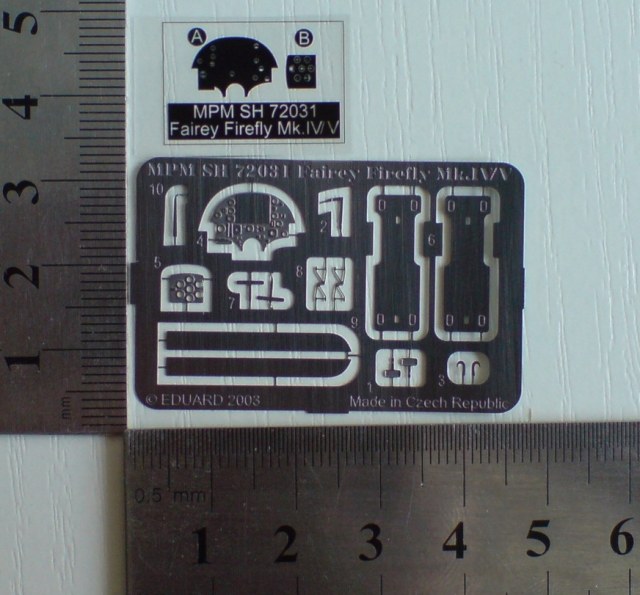 A B
MPM SH 72031
Fairey Firefly Mk.IV/V
MPM SH 72031 Fairey Firefly Mk.IV/V
10
4
2
6
5
7
8
9
1
3
© EDUARD 2003
Made in Czech Republic
5
4
3
2
1
mm
0,5 mm
1 2 3 4 5 6